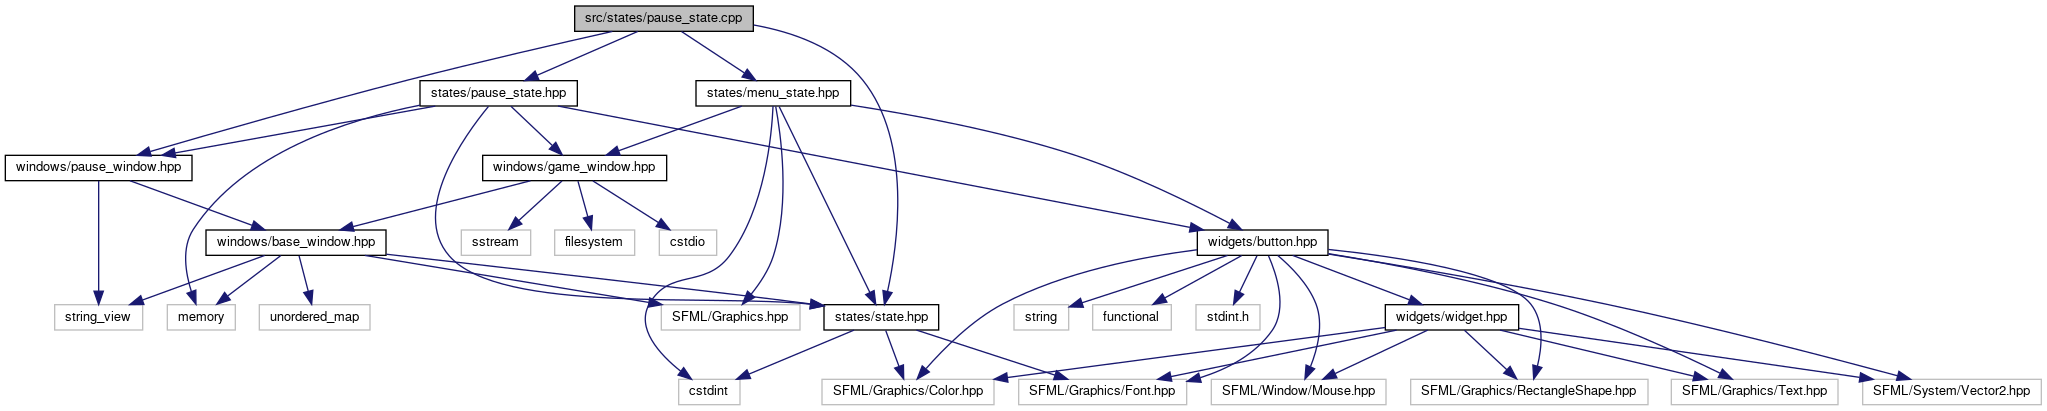 src/states/pause_state.cpp
states/pause_state.hpp
states/menu_state.hpp
windows/pause_window.hpp
windows/game_window.hpp
windows/base_window.hpp
sstream
filesystem
cstdio
widgets/button.hpp
string_view
memory
unordered_map
SFML/Graphics.hpp
states/state.hpp
string
functional
stdint.h
widgets/widget.hpp
cstdint
SFML/Graphics/Color.hpp
SFML/Graphics/Font.hpp
SFML/Window/Mouse.hpp
SFML/Graphics/RectangleShape.hpp
SFML/Graphics/Text.hpp
SFML/System/Vector2.hpp